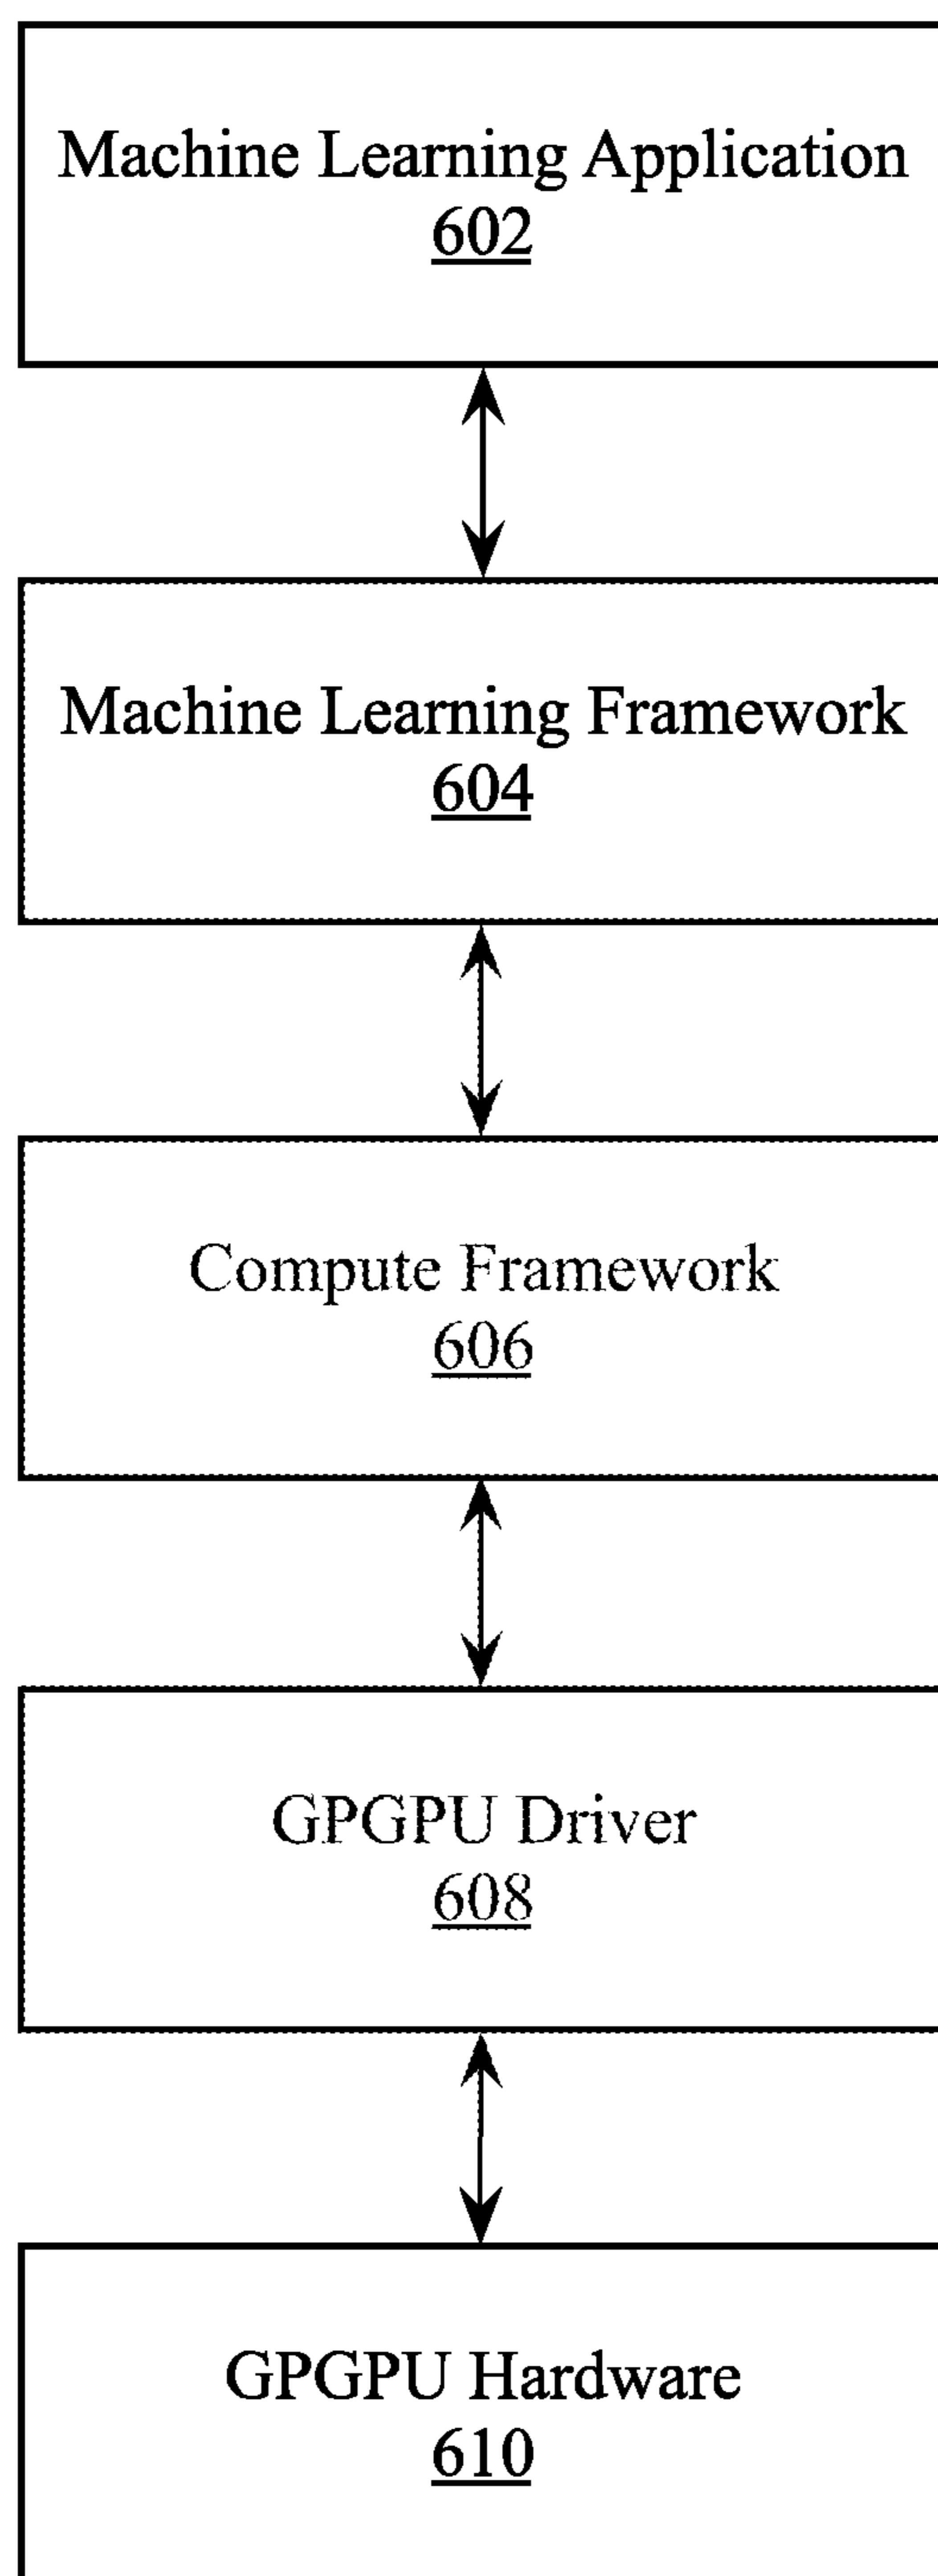 Machine Learning Application
602
Machine Learning Framework
604
Compute Framework
606
GPGPU Driver
608
GPGPU Hardware
610